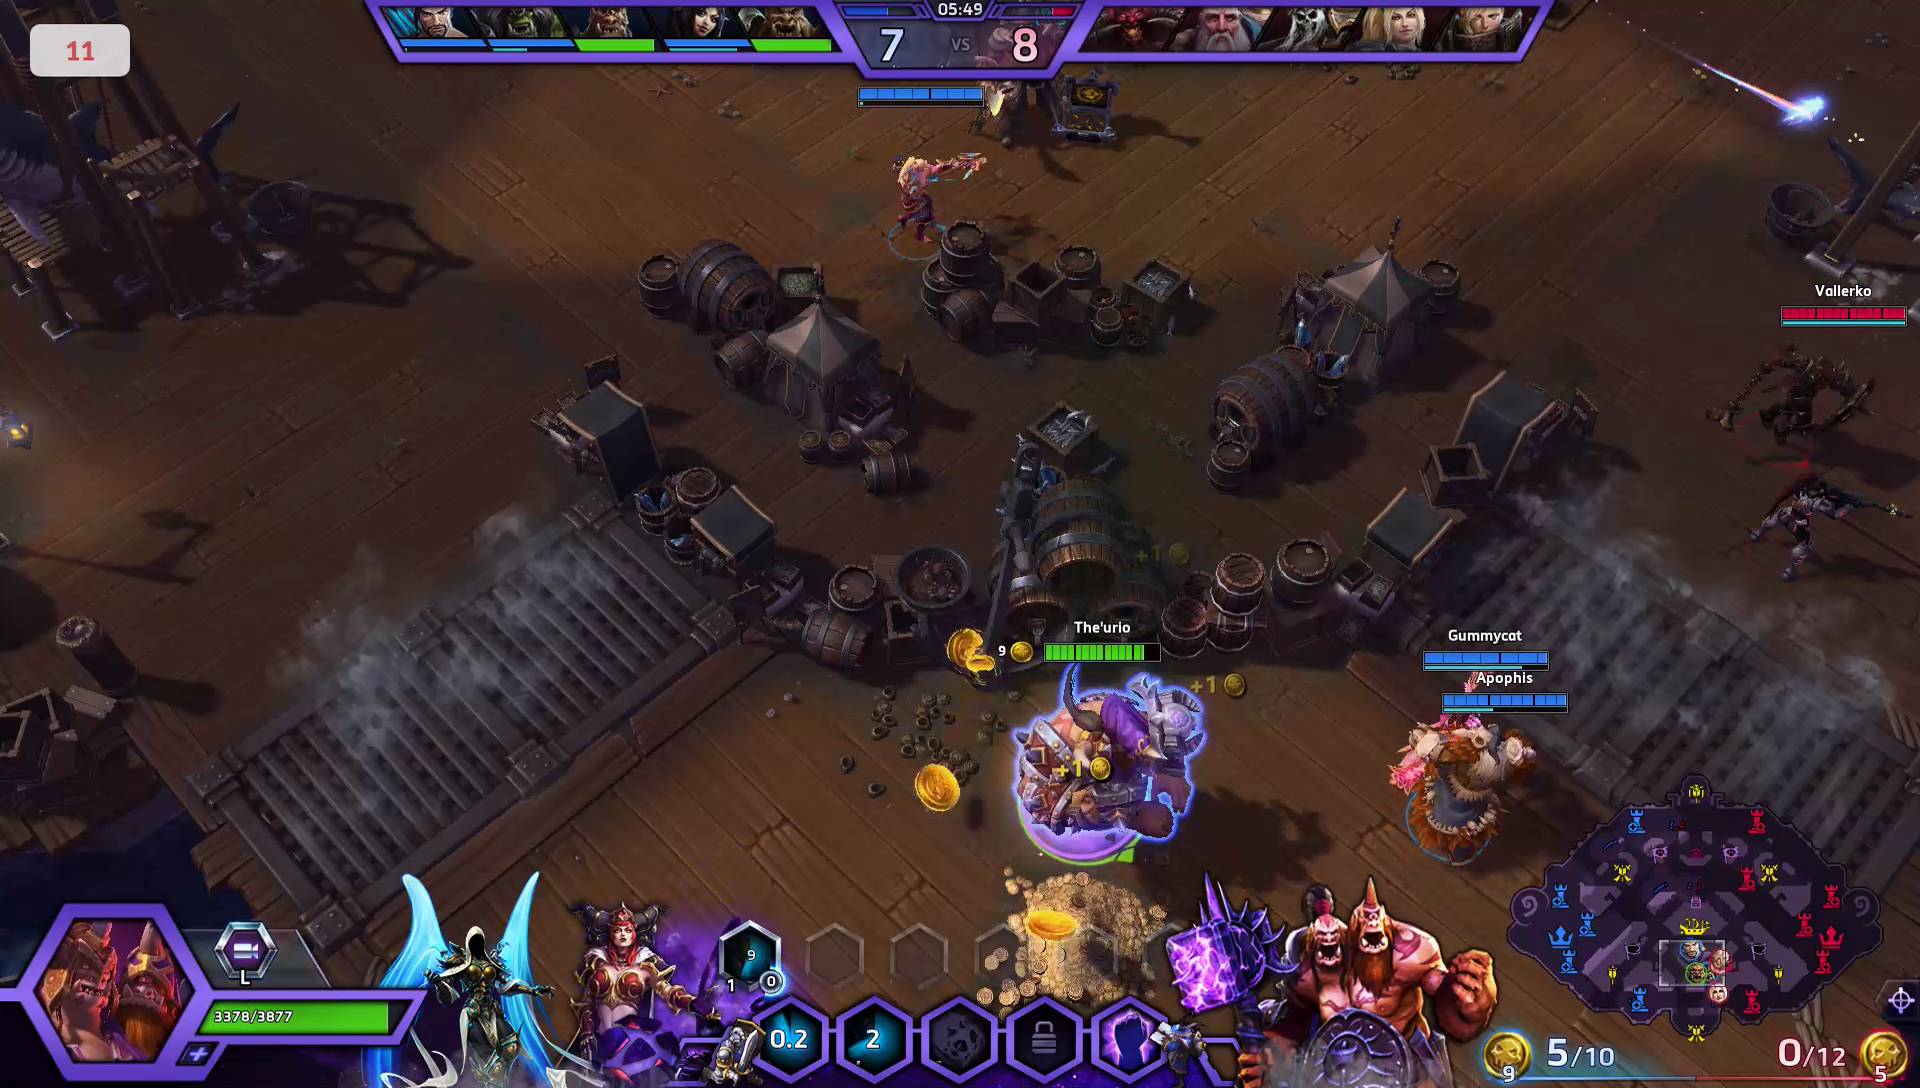 11
05:49
7 VS 8
Vallerko
+1
The'urio
9
Gummycat
Apophis
+1
+1
L
9
1
0
3378/3877
0.2
2
5/10
9
0/12
5